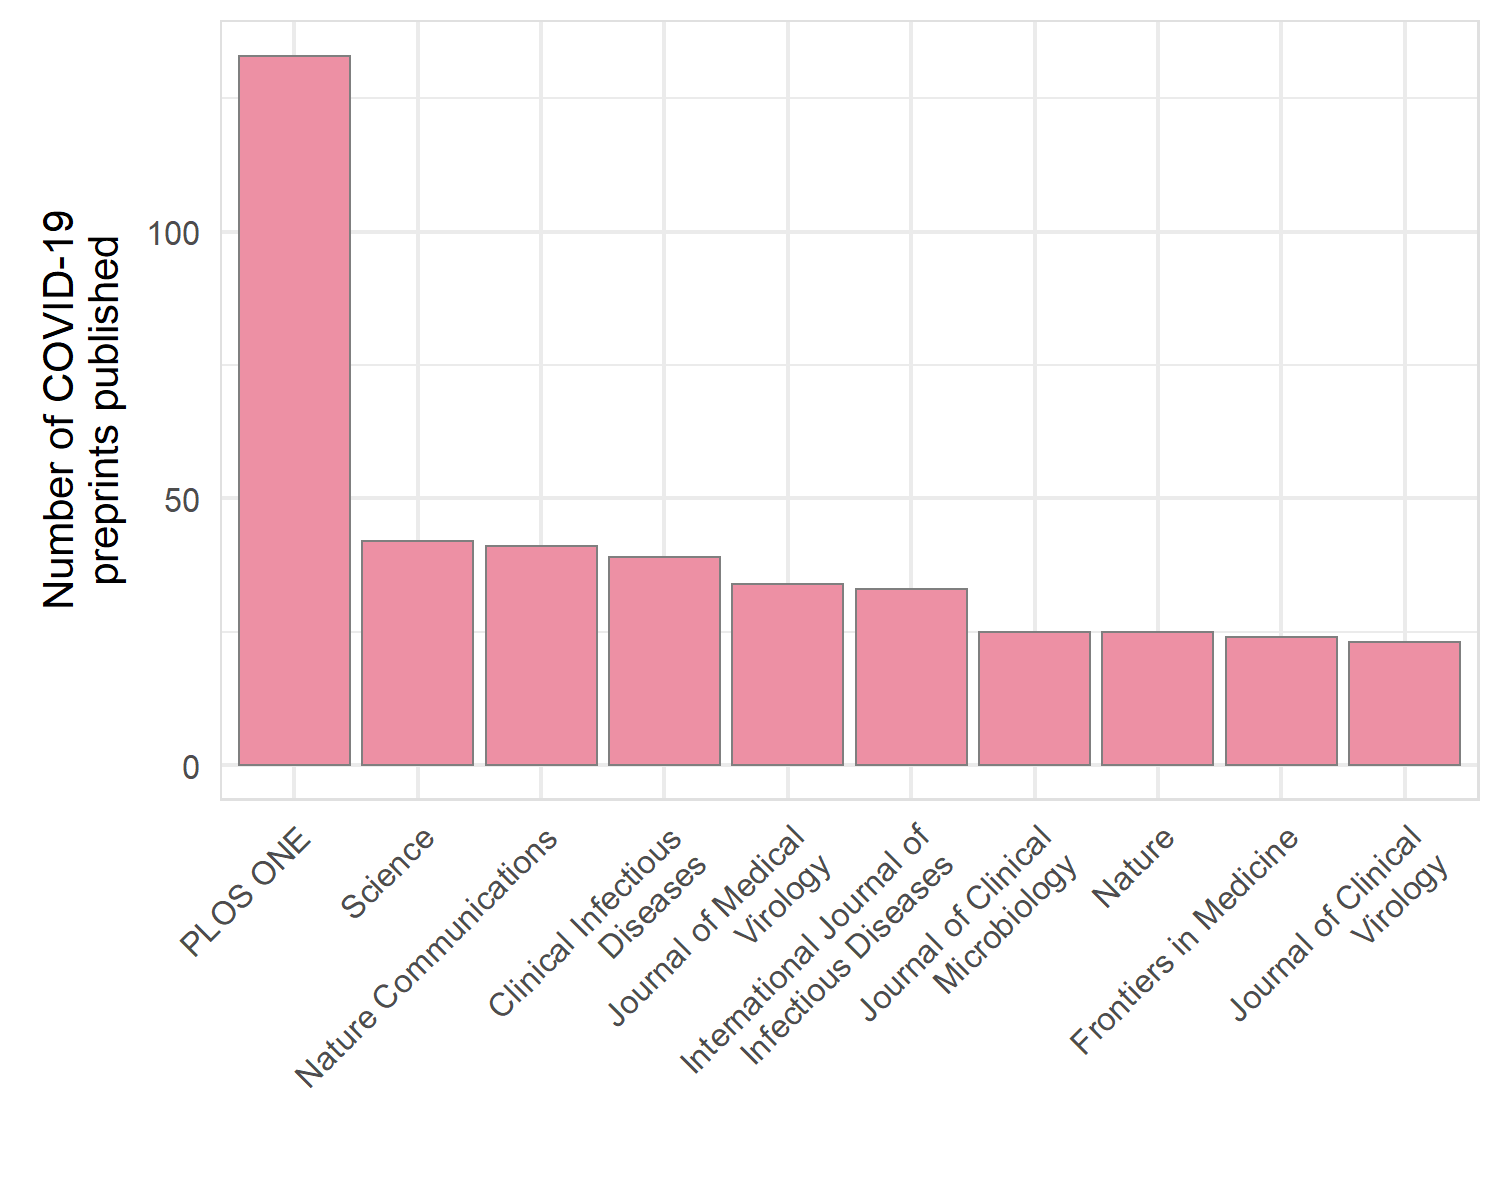 Number of COVID-19
preprints published
100
50
0
PLOS ONE
Science
Nature Communications
Clinical Infectious
Diseases
Journal of Medical
Virology
International Journal of
Infectious Diseases
Journal of Clinical
Microbiology
Nature
Frontiers in Medicine
Journal of Clinical
Virology